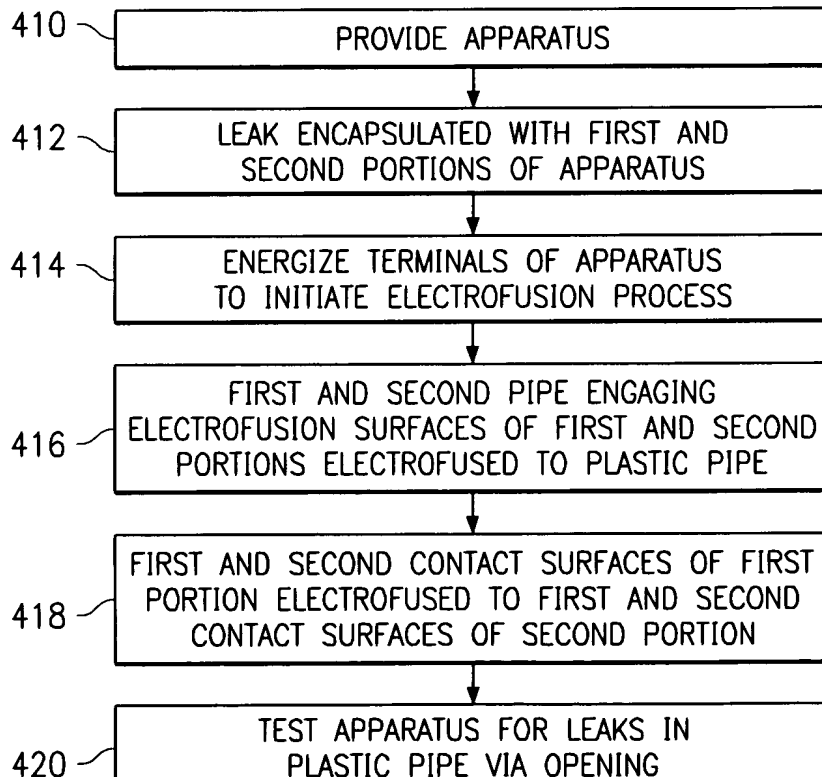 410
PROVIDE APPARATUS
412
LEAK ENCAPSULATED WITH FIRST AND
SECOND PORTIONS OF APPARATUS
414
ENERGIZE TERMINALS OF APPARATUS
TO INITIATE ELECTROFUSION PROCESS
416
FIRST AND SECOND PIPE ENGAGING
ELECTROFUSION SURFACES OF FIRST AND SECOND
PORTIONS ELECTROFUSED TO PLASTIC PIPE
418
FIRST AND SECOND CONTACT SURFACES OF FIRST
PORTION ELECTROFUSED TO FIRST AND SECOND
CONTACT SURFACES OF SECOND PORTION
420
TEST APPARATUS FOR LEAKS IN
PLASTIC PIPE VIA OPENING